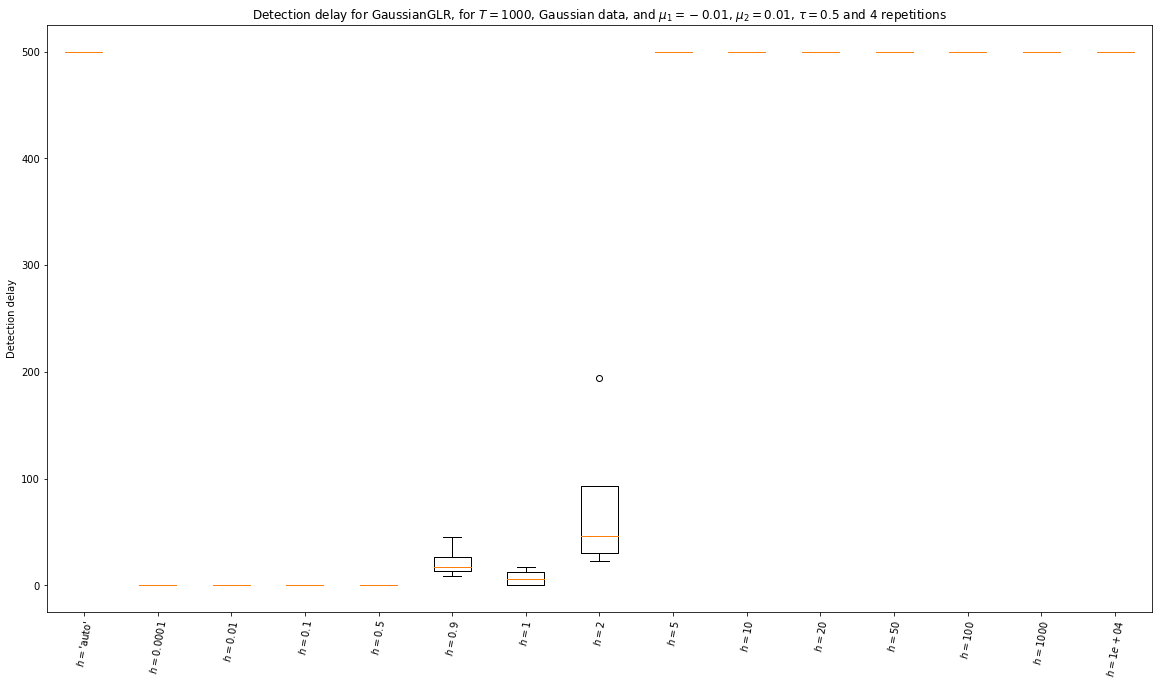 Detection delay for GaussianGLR, for T = 1000, Gaussian data, and μ₁ = − 0.01, μ₂ = 0.01, τ = 0.5 and 4 repetitions
500
400
300
200
100
0
Detection delay
h = 'auto'
h = 0.0001
h = 0.01
h = 0.1
h = 0.5
h = 0.9
h = 1
h = 2
h = 5
h = 10
h = 20
h = 50
h = 100
h = 1000
h = 1e + 04